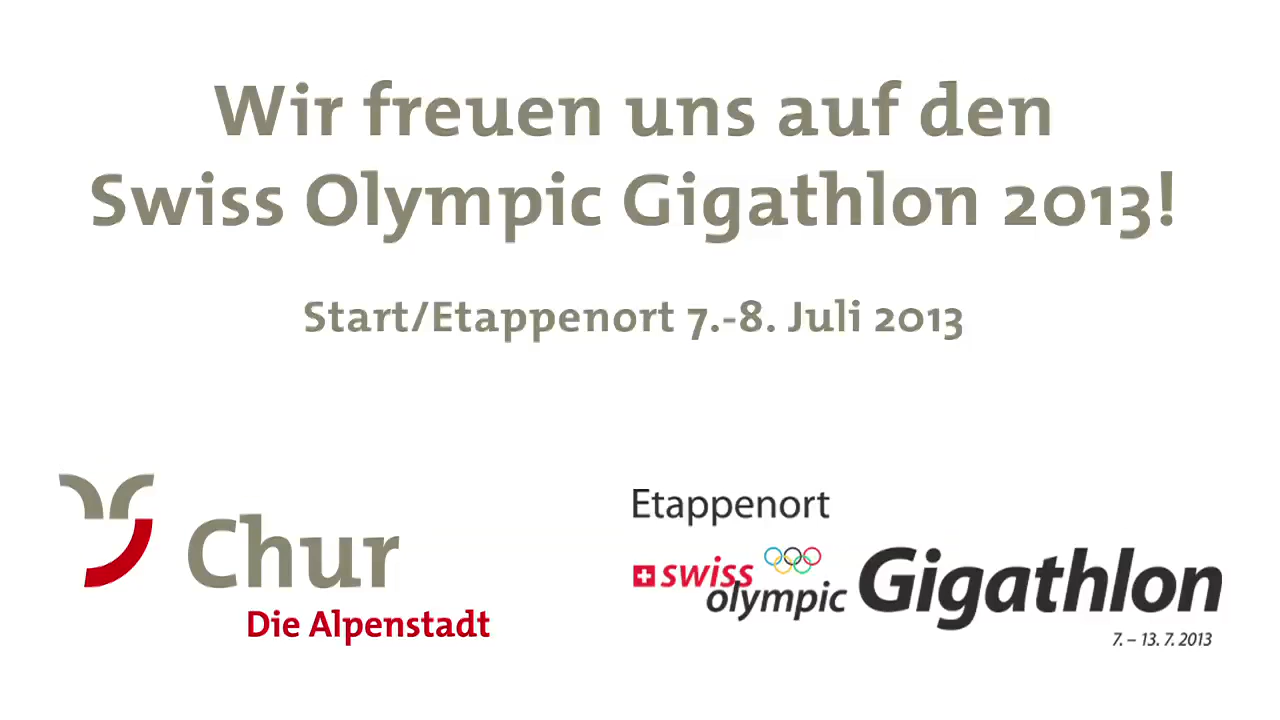 Wir freuen uns auf den
Swiss Olympic Gigathlon 2013!
Start/Etappenort 7.-8. Juli 2013
Chur
Die Alpenstadt
Etappenort
swiss olympic Gigathlon
7. – 13. 7. 2013